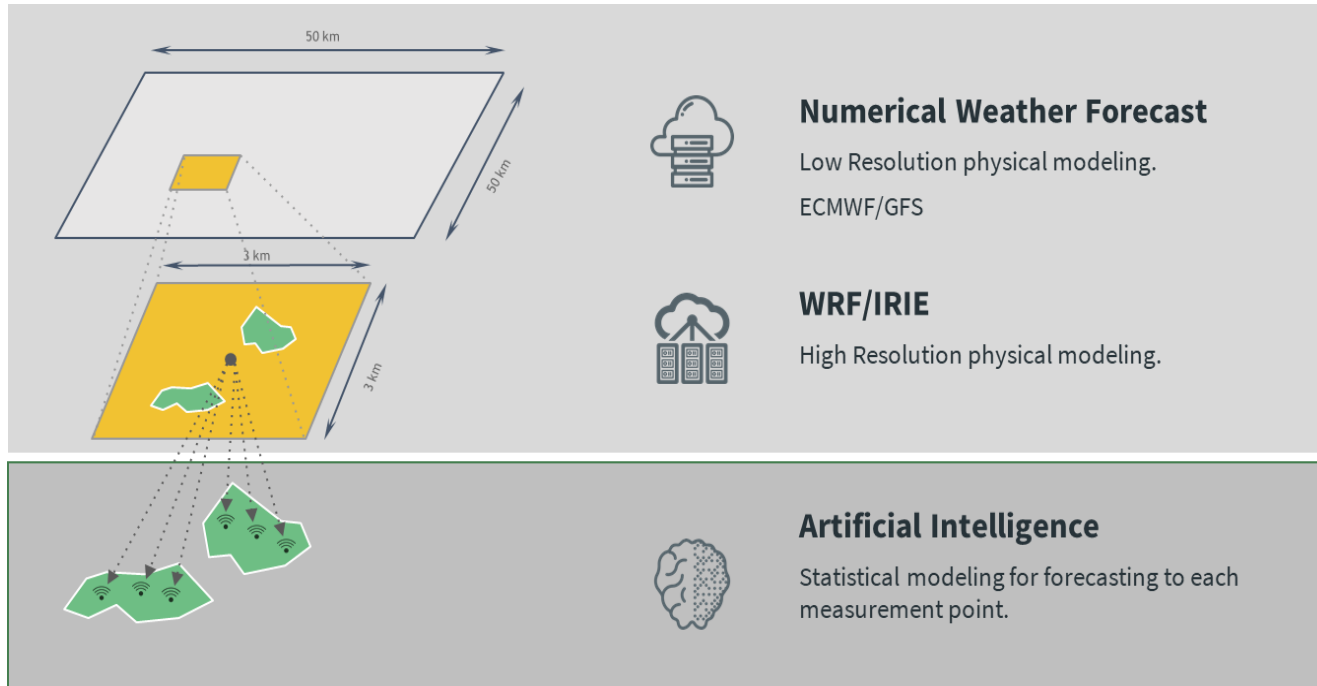 50 km
50 km
3 km
3 km
Numerical Weather Forecast
Low Resolution physical modeling.
ECMWF/GFS
WRF/IRIE
High Resolution physical modeling.
Artificial Intelligence
Statistical modeling for forecasting to each
measurement point.